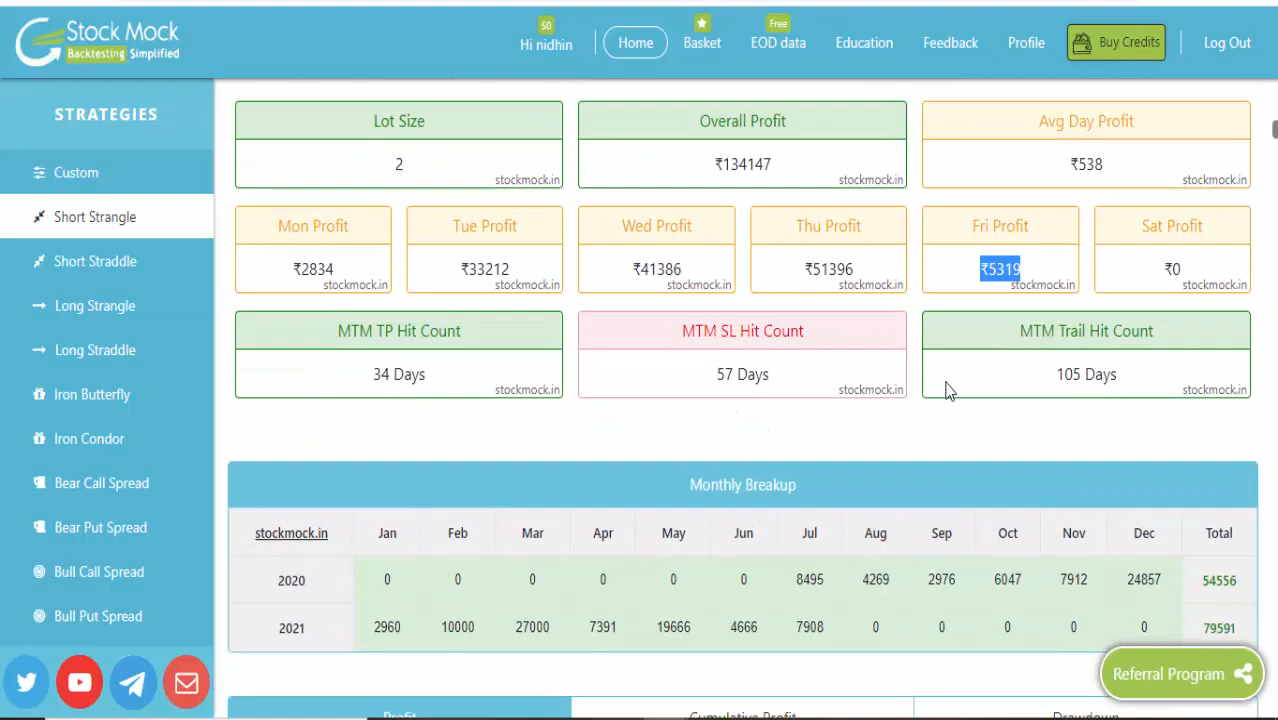 Stock Mock
Backtesting Simplified
50
Hi nidhin
Home
Basket
Free
EOD data
Education
Feedback
Profile
Buy Credits
Log Out
STRATEGIES
Custom
Short Strangle
Short Straddle
Long Strangle
Long Straddle
Iron Butterfly
Iron Condor
Bear Call Spread
Bear Put Spread
Bull Call Spread
Bull Put Spread
Lot Size
2
stockmock.in
Overall Profit
₹134147
stockmock.in
Avg Day Profit
₹538
stockmock.in
Mon Profit
₹2834
stockmock.in
Tue Profit
₹33212
stockmock.in
Wed Profit
₹41386
stockmock.in
Thu Profit
₹51396
stockmock.in
Fri Profit
₹5319
stockmock.in
Sat Profit
₹0
stockmock.in
MTM TP Hit Count
34 Days
stockmock.in
MTM SL Hit Count
57 Days
stockmock.in
MTM Trail Hit Count
105 Days
stockmock.in
Monthly Breakup
stockmock.in Jan Feb Mar Apr May Jun Jul Aug Sep Oct Nov Dec Total
2020 0 0 0 0 0 0 8495 4269 2976 6047 7912 24857 54556
2021 2960 10000 27000 7391 19666 4666 7908 0 0 0 0 0 79591
Referral Program
Profit Cumulative Profit Drawdown